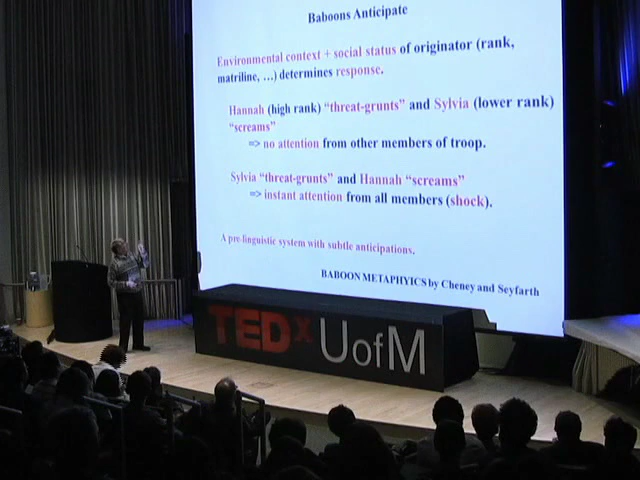 Baboons Anticipate
Environmental context + social status of originator (rank,
matriline, ...) determines response.
Hannah (high rank) “threat-grunts” and Sylvia (lower rank)
“screams”
=> no attention from other members of troop.
Sylvia “threat-grunts” and Hannah “screams”
=> instant attention from all members (shock).
A pre-linguistic system with subtle anticipations.
BABOON METAPHYICS by Cheney and Seyfarth
TEDx UofM